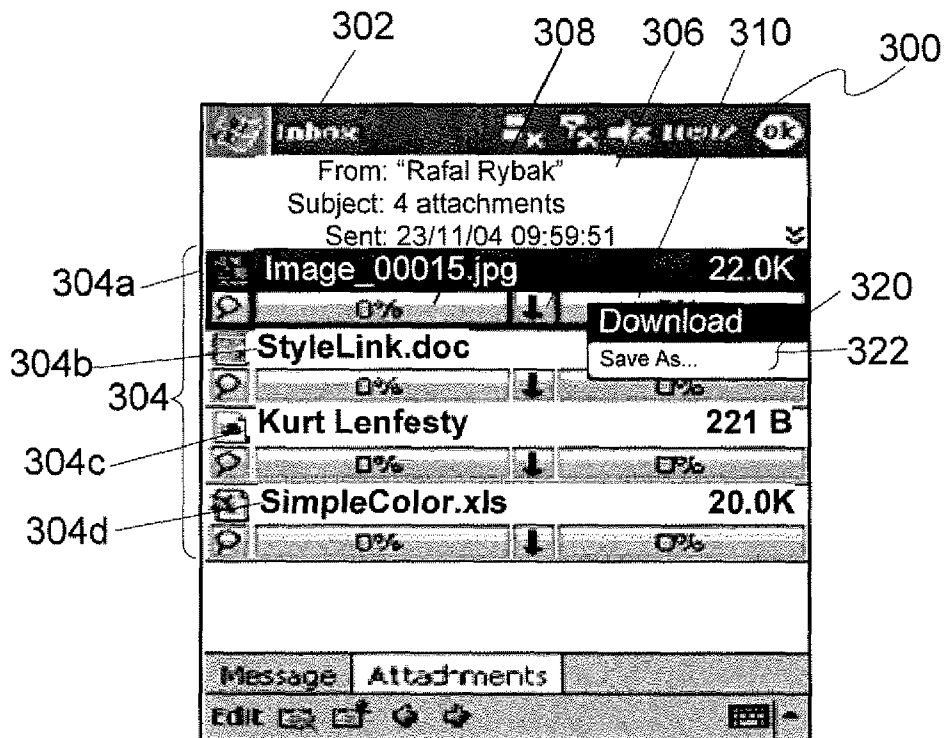 302 308 306 310 300
Inbox ok
From: "Rafal Rybak"
Subject: 4 attachments
Sent: 23/11/04 09:59:51
304a Image_00015.jpg 22.0K
0%
Download 320
304b StyleLink.doc
Save As... 322
304
0% 0%
304c Kurt Lenfesty 221 B
0% 0%
304d SimpleColor.xls 20.0K
0% 0%
Message Attachments
Edit